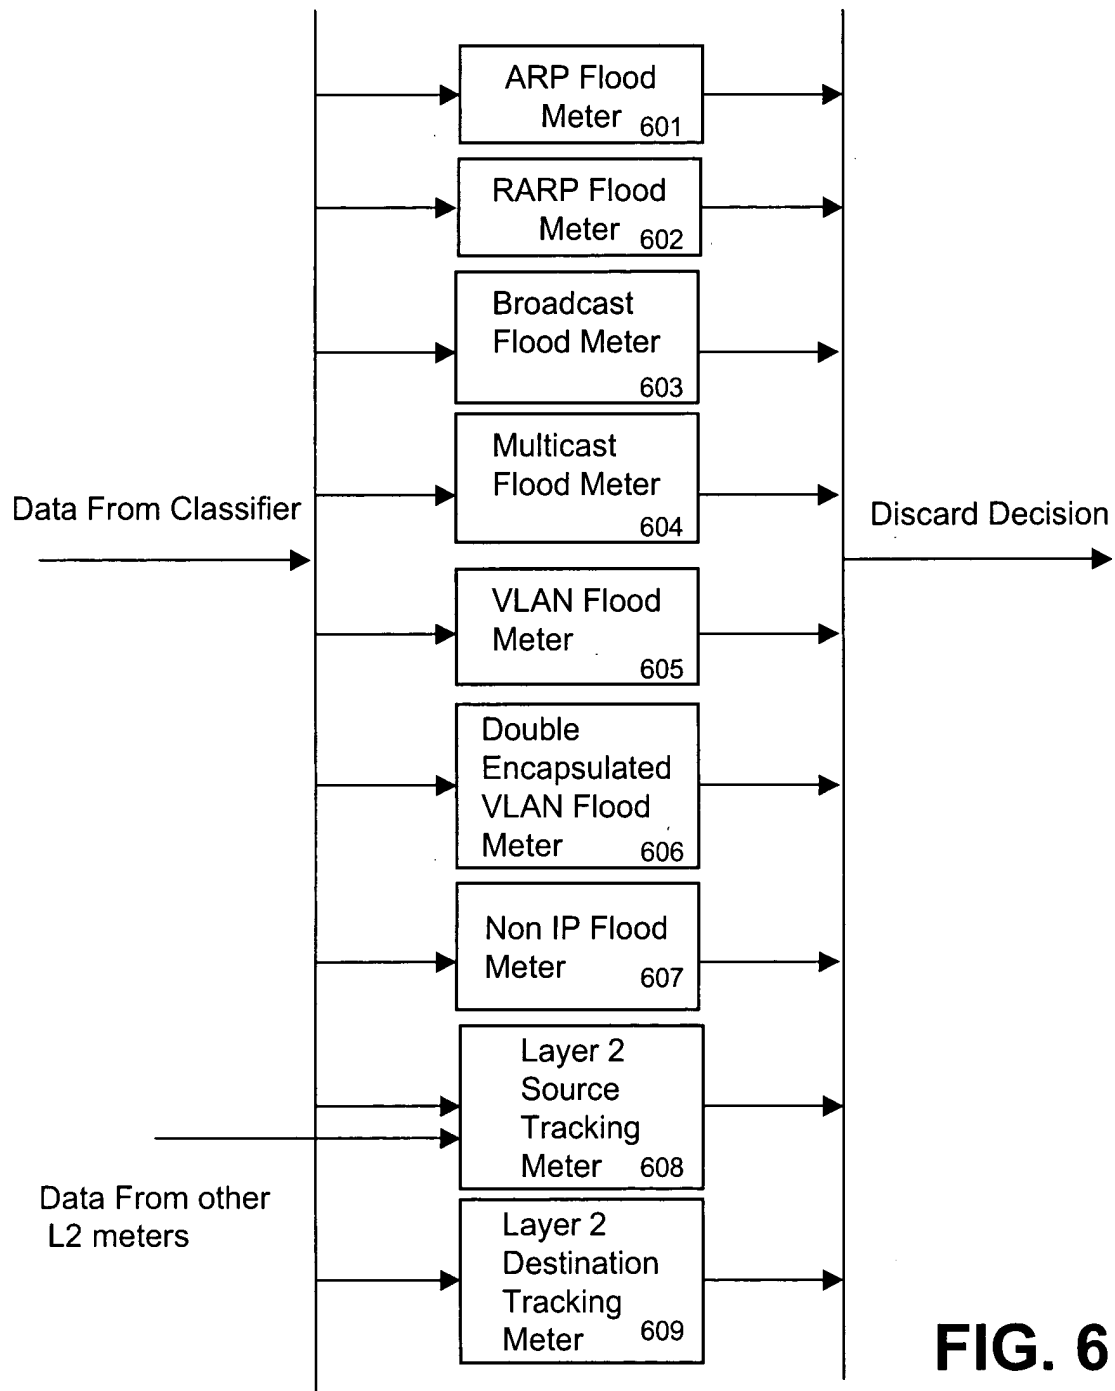 ARP Flood
Meter 601
RARP Flood
Meter 602
Broadcast
Flood Meter
603
Multicast
Flood Meter
604
Data From Classifier
Discard Decision
VLAN Flood
Meter
605
Double
Encapsulated
VLAN Flood
Meter 606
Non IP Flood
Meter 607
Layer 2
Source
Tracking
Meter 608
Data From other
L2 meters
Layer 2
Destination
Tracking
Meter 609
FIG. 6